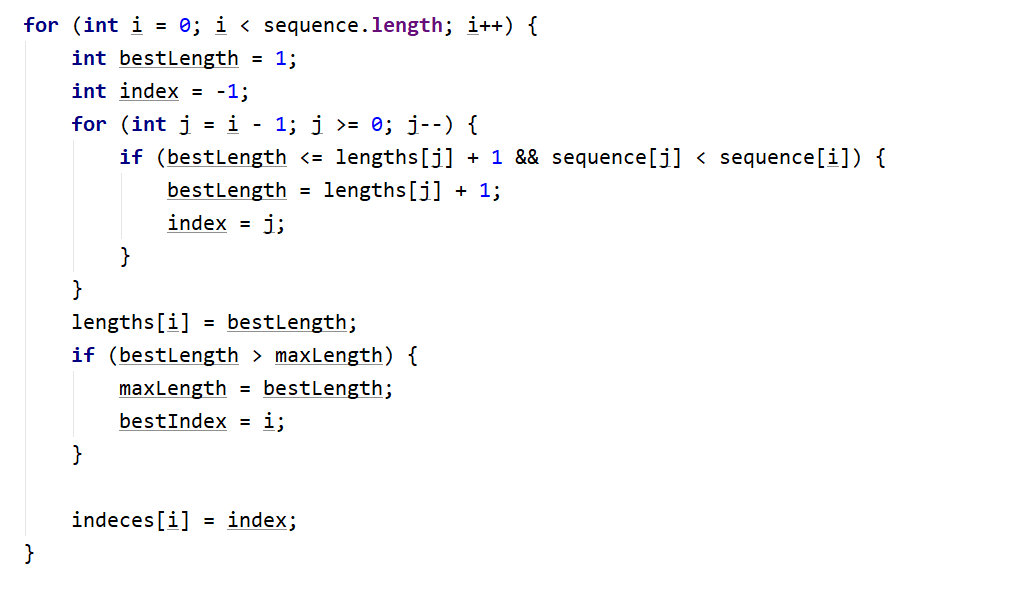 for (int i = 0; i < sequence.length; i++) {
    int bestLength = 1;
    int index = -1;
    for (int j = i - 1; j >= 0; j--) {
        if (bestLength <= lengths[j] + 1 && sequence[j] < sequence[i]) {
            bestLength = lengths[j] + 1;
            index = j;
        }
    }
    lengths[i] = bestLength;
    if (bestLength > maxLength) {
        maxLength = bestLength;
        bestIndex = i;
    }

    indeces[i] = index;
}